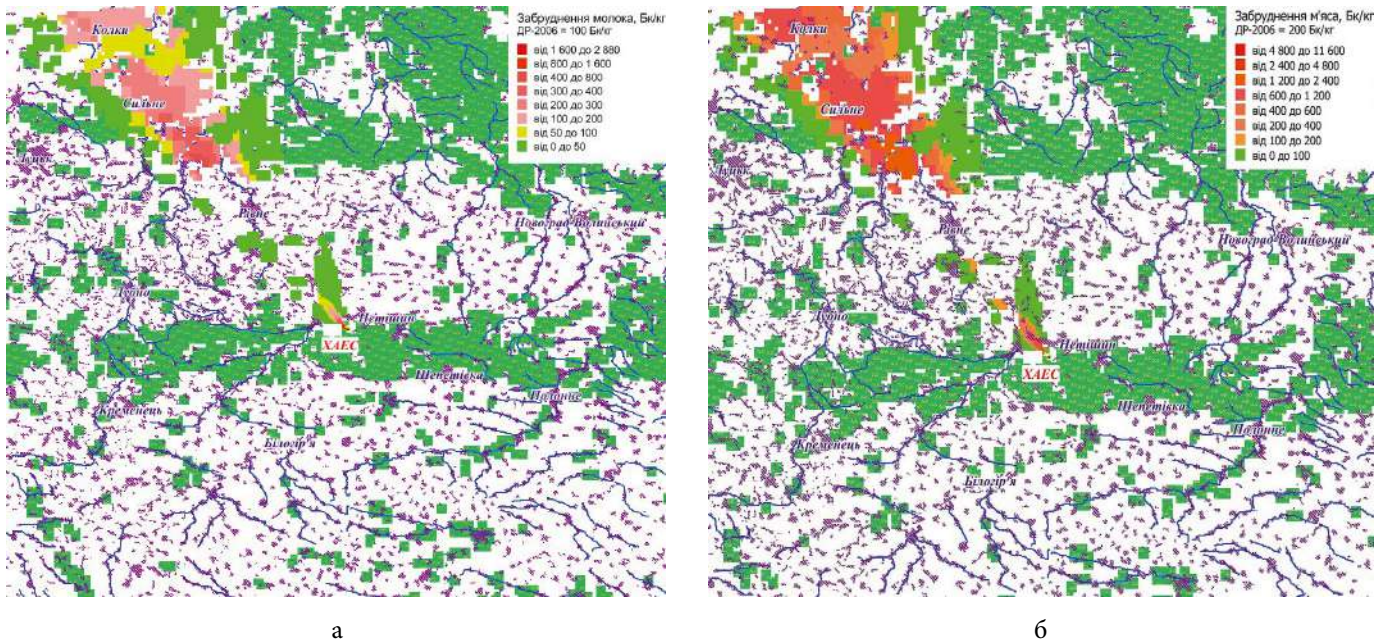 Забруднення молока, Бк/кг
ДР-2006 = 100 Бк/кг
від 1 600 до 2 880
від 800 до 1 600
від 400 до 800
від 300 до 400
від 200 до 300
від 100 до 200
від 50 до 100
від 0 до 50
Колки
Сильне
Луцьк
Рівне
Новоград-Волинський
Дубно
Нетішин
ХАЕС
Шепетівка
Полонне
Кременець
Білогір'я
а
Забруднення м'яса, Бк/кг
ДР-2006 = 200 Бк/кг
від 4 800 до 11 600
від 2 400 до 4 800
від 1 200 до 2 400
від 600 до 1 200
від 400 до 600
від 200 до 400
від 100 до 200
від 0 до 100
Колки
Сильне
Луцьк
Рівне
Новоград-Волинський
Дубно
Нетішин
ХАЕС
Шепетівка
Полонне
Кременець
Білогір'я
б